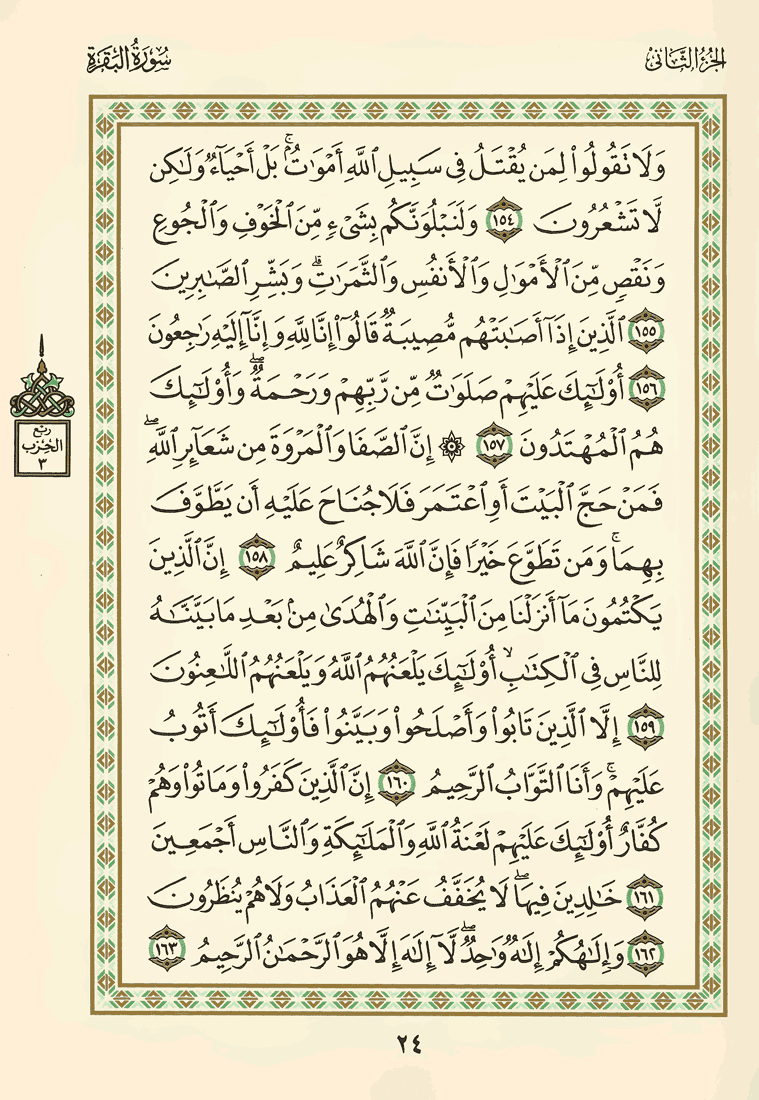 الجزء الثاني
سورة البقرة
وَلَا تَقُولُوا۟ لِمَن يُقْتَلُ فِى سَبِيلِ ٱللَّهِ أَمْوَٰتٌۢ ۚ بَلْ أَحْيَآءٌ وَلَـٰكِن
لَّا تَشْعُرُونَ ١٥٤ وَلَنَبْلُوَنَّكُم بِشَىْءٍ مِّنَ ٱلْخَوْفِ وَٱلْجُوعِ
وَنَقْصٍ مِّنَ ٱلْأَمْوَٰلِ وَٱلْأَنفُسِ وَٱلثَّمَرَٰتِ ۗ وَبَشِّرِ ٱلصَّـٰبِرِينَ
١٥٥ ٱلَّذِينَ إِذَآ أَصَـٰبَتْهُم مُّصِيبَةٌ قَالُوٓا۟ إِنَّا لِلَّهِ وَإِنَّآ إِلَيْهِ رَٰجِعُونَ
١٥٦ أُو۟لَـٰٓئِكَ عَلَيْهِمْ صَلَوَٰتٌ مِّن رَّبِّهِمْ وَرَحْمَةٌ ۖ وَأُو۟لَـٰٓئِكَ
هُمُ ٱلْمُهْتَدُونَ ١٥٧ ۞ إِنَّ ٱلصَّفَا وَٱلْمَرْوَةَ مِن شَعَآئِرِ ٱللَّهِ ۖ
فَمَنْ حَجَّ ٱلْبَيْتَ أَوِ ٱعْتَمَرَ فَلَا جُنَاحَ عَلَيْهِ أَن يَطَّوَّفَ
بِهِمَا ۚ وَمَن تَطَوَّعَ خَيْرًا فَإِنَّ ٱللَّهَ شَاكِرٌ عَلِيمٌ ١٥٨ إِنَّ ٱلَّذِينَ
يَكْتُمُونَ مَآ أَنزَلْنَا مِنَ ٱلْبَيِّنَـٰتِ وَٱلْهُدَىٰ مِنۢ بَعْدِ مَا بَيَّنَّـٰهُ
لِلنَّاسِ فِى ٱلْكِتَـٰبِ ۙ أُو۟لَـٰٓئِكَ يَلْعَنُهُمُ ٱللَّهُ وَيَلْعَنُهُمُ ٱللَّـٰعِنُونَ
١٥٩ إِلَّا ٱلَّذِينَ تَابُوا۟ وَأَصْلَحُوا۟ وَبَيَّنُوا۟ فَأُو۟لَـٰٓئِكَ أَتُوبُ
عَلَيْهِمْ ۚ وَأَنَا ٱلتَّوَّابُ ٱلرَّحِيمُ ١٦٠ إِنَّ ٱلَّذِينَ كَفَرُوا۟ وَمَاتُوا۟ وَهُمْ
كُفَّارٌ أُو۟لَـٰٓئِكَ عَلَيْهِمْ لَعْنَةُ ٱللَّهِ وَٱلْمَلَـٰٓئِكَةِ وَٱلنَّاسِ أَجْمَعِينَ
١٦١ خَـٰلِدِينَ فِيهَا ۖ لَا يُخَفَّفُ عَنْهُمُ ٱلْعَذَابُ وَلَا هُمْ يُنظَرُونَ
١٦٢ وَإِلَـٰهُكُمْ إِلَـٰهٌ وَٰحِدٌ ۖ لَّآ إِلَـٰهَ إِلَّا هُوَ ٱلرَّحْمَـٰنُ ٱلرَّحِيمُ ١٦٣
ربع
الحزب
٣
٢٤